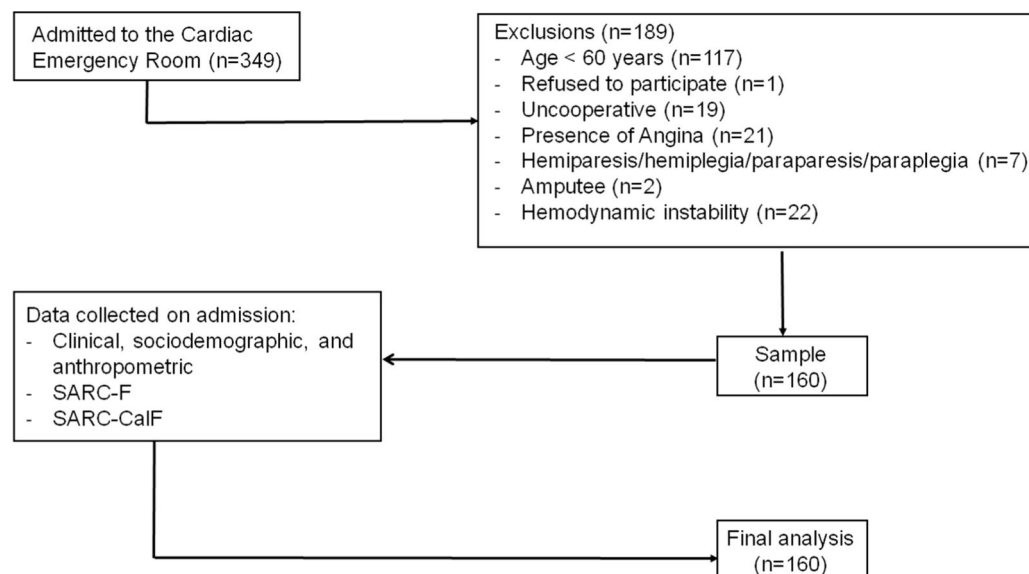 Admitted to the Cardiac
Emergency Room (n=349)
Exclusions (n=189)
- Age < 60 years (n=117)
- Refused to participate (n=1)
- Uncooperative (n=19)
- Presence of Angina (n=21)
- Hemiparesis/hemiplegia/paraparesis/paraplegia (n=7)
- Amputee (n=2)
- Hemodynamic instability (n=22)
Data collected on admission:
- Clinical, sociodemographic, and
anthropometric
- SARC-F
- SARC-CalF
Sample
(n=160)
Final analysis
(n=160)